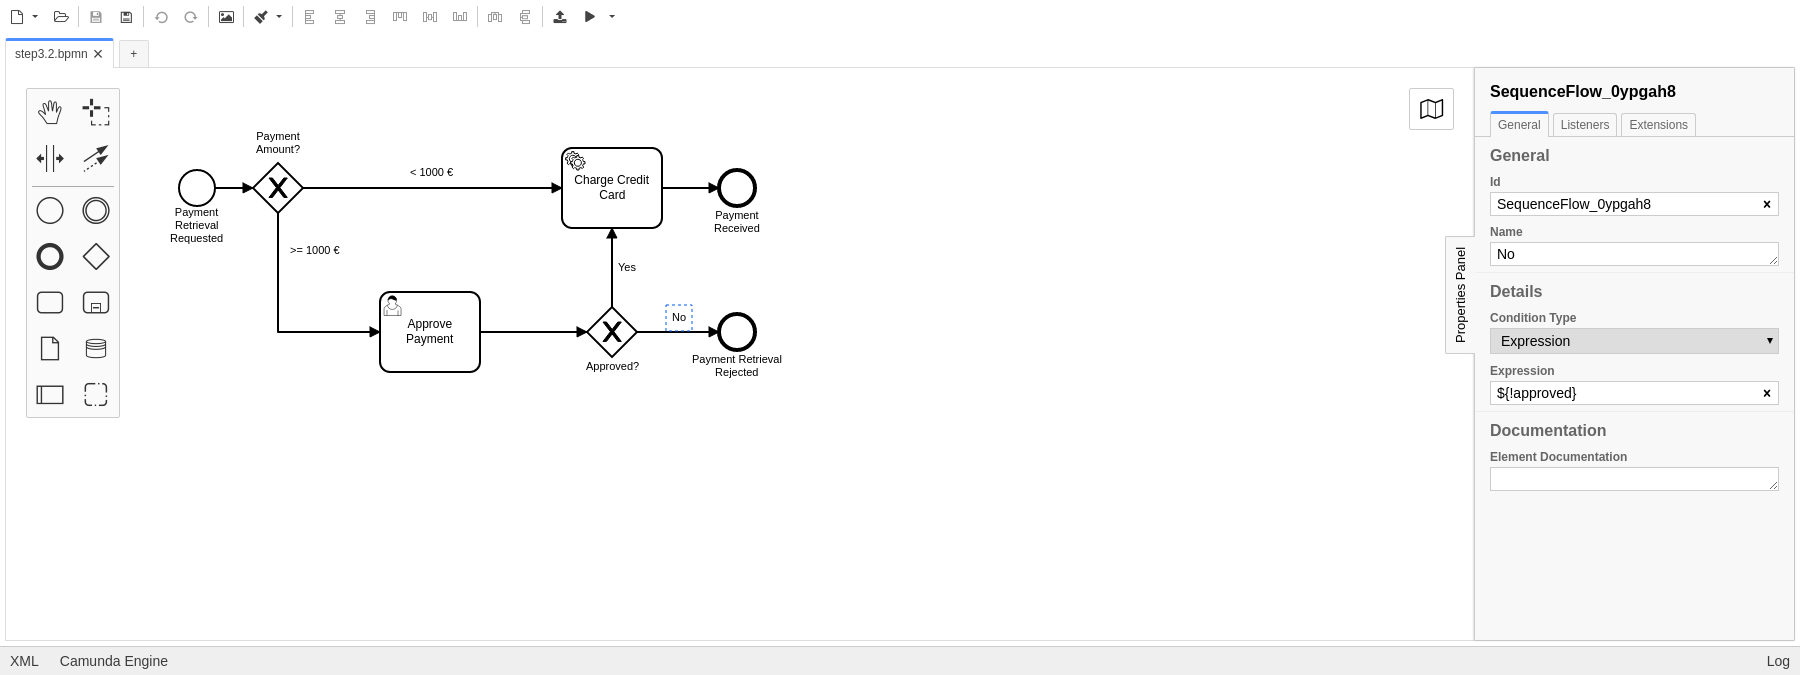 step3.2.bpmn
+
Payment
Amount?
< 1000 €
Charge Credit
Card
Payment
Retrieval
Requested
Payment
Received
>= 1000 €
Yes
No
Approve
Payment
Approved?
Payment Retrieval
Rejected
Properties Panel
SequenceFlow_0ypgah8
General
Listeners
Extensions
General
Id
SequenceFlow_0ypgah8
Name
No
Details
Condition Type
Expression
Expression
${!approved}
Documentation
Element Documentation
XML
Camunda Engine
Log